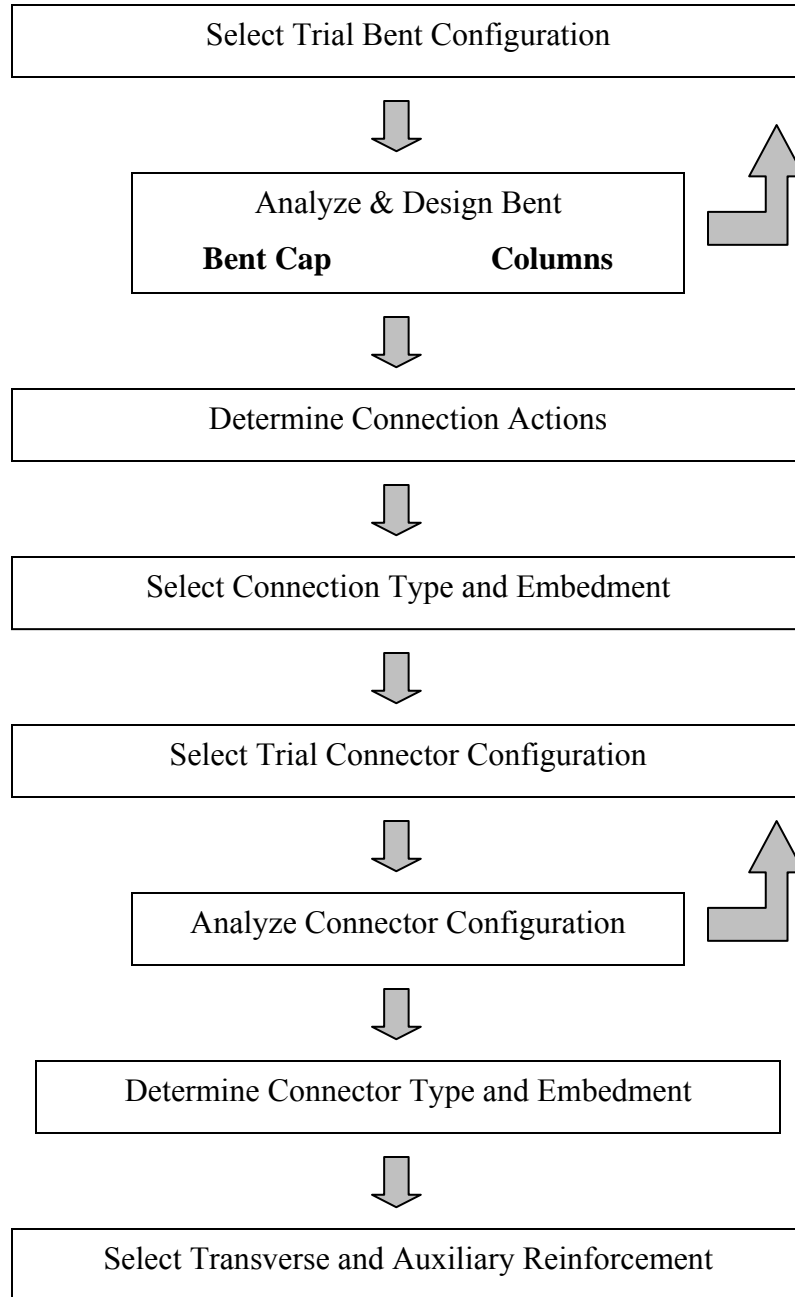 Select Trial Bent Configuration
Analyze & Design Bent
Bent Cap Columns
Determine Connection Actions
Select Connection Type and Embedment
Select Trial Connector Configuration
Analyze Connector Configuration
Determine Connector Type and Embedment
Select Transverse and Auxiliary Reinforcement